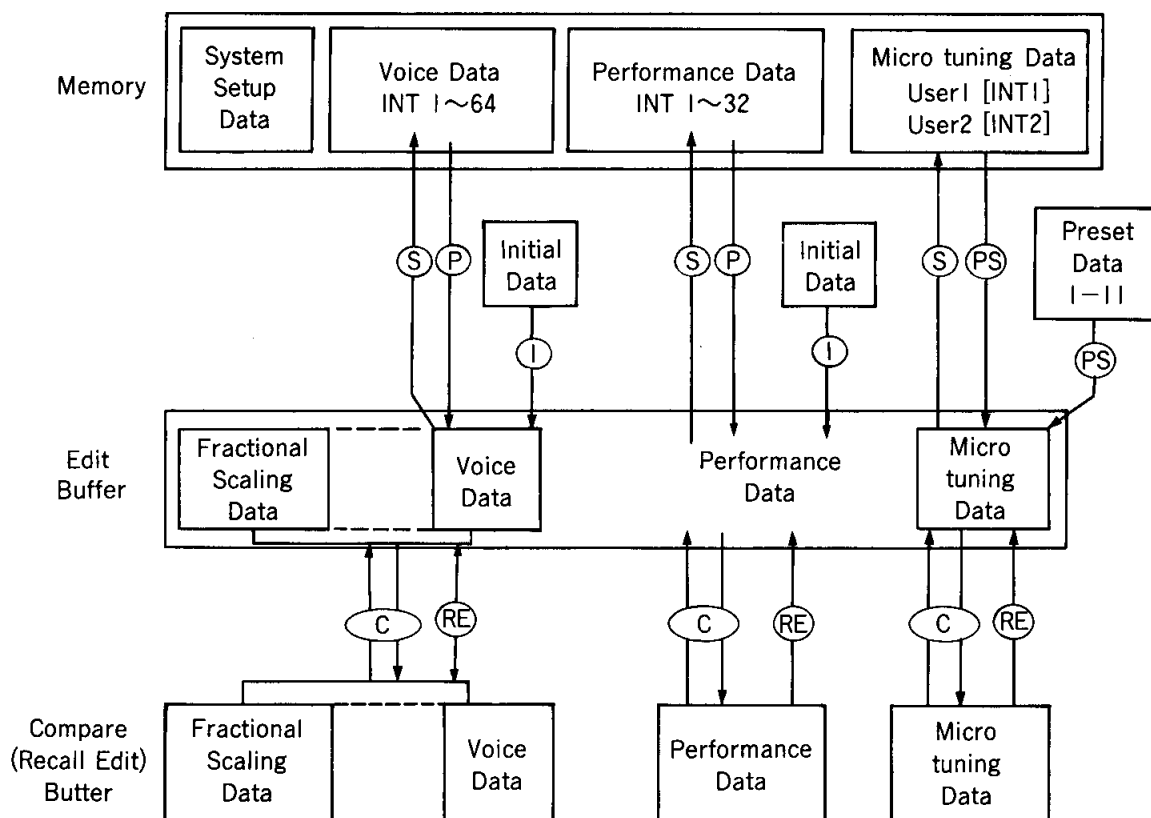 Memory
System
Setup
Data
Voice Data
INT 1~64
Performance Data
INT 1~32
Micro tuning Data
User1 [INT1]
User2 [INT2]
S
P
Initial
Data
I
S
P
Initial
Data
I
S
PS
Preset
Data
1-11
PS
Edit
Buffer
Fractional
Scaling
Data
Voice
Data
Performance
Data
Micro
tuning
Data
C
RE
C
RE
C
RE
Compare
(Recall Edit)
Butter
Fractional
Scaling
Data
Voice
Data
Performance
Data
Micro
tuning
Data